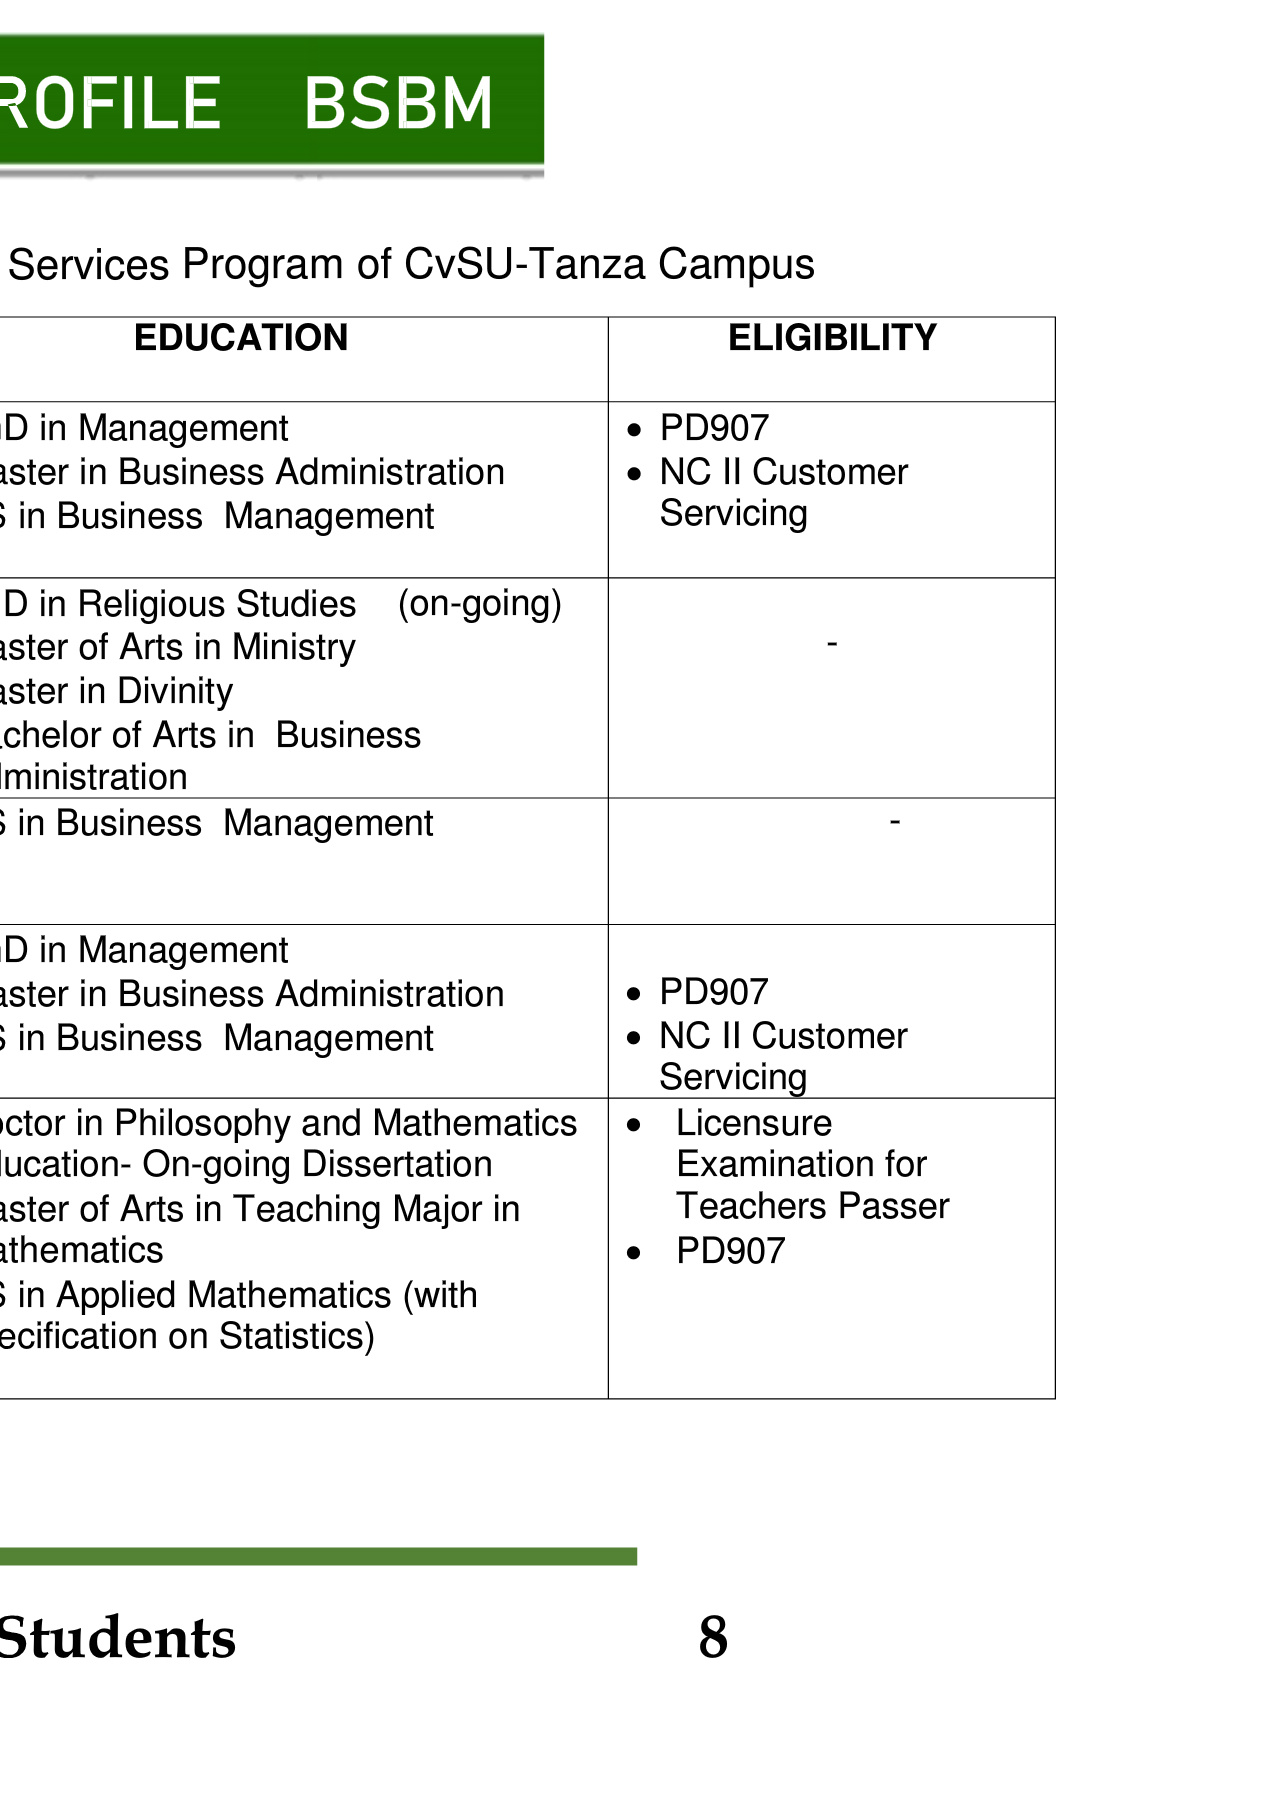 ROFILE BSBM
Services Program of CvSU-Tanza Campus
EDUCATION ELIGIBILITY
D in Management
aster in Business Administration
S in Business Management
• PD907
• NC II Customer
Servicing
D in Religious Studies (on-going)
aster of Arts in Ministry
aster in Divinity
achelor of Arts in Business
dministration
-
S in Business Management
-
D in Management
aster in Business Administration
S in Business Management
• PD907
• NC II Customer
Servicing
octor in Philosophy and Mathematics
ducation- On-going Dissertation
aster of Arts in Teaching Major in
athematics
S in Applied Mathematics (with
ecification on Statistics)
• Licensure
Examination for
Teachers Passer
• PD907
Students 8